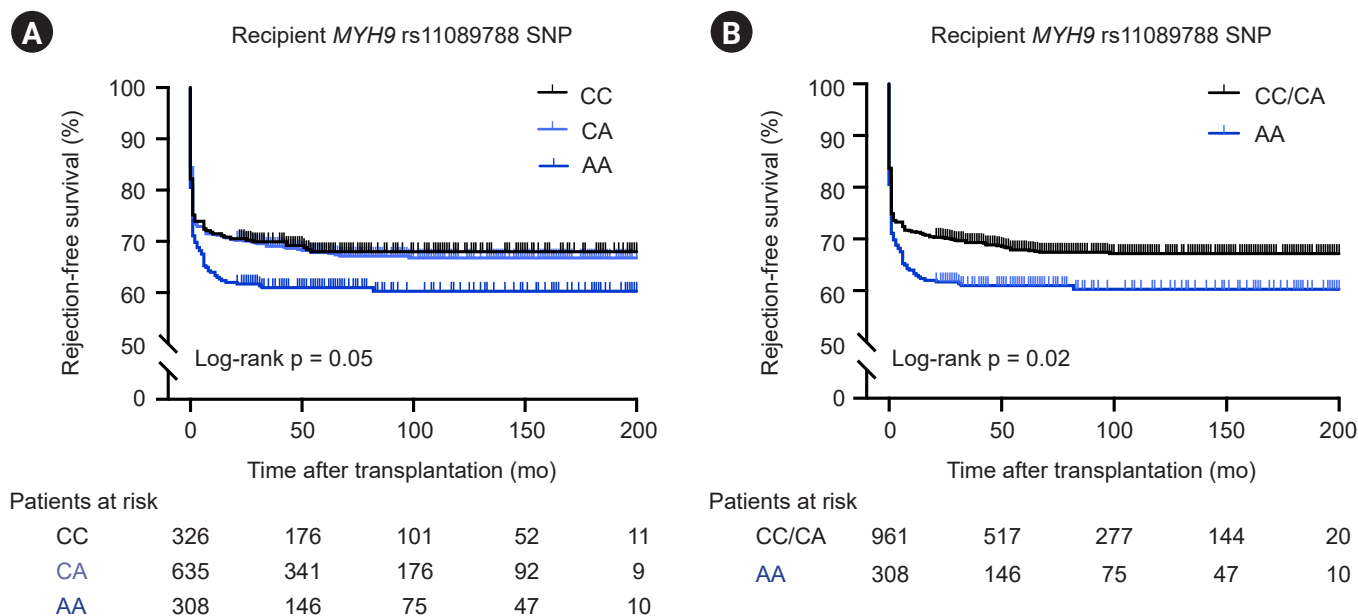 A
Recipient MYH9 rs11089788 SNP
Rejection-free survival (%)
100
90
80
70
60
50
0
CC
CA
AA
Log-rank p = 0.05
0 50 100 150 200
Time after transplantation (mo)
Patients at risk
CC 326 176 101 52 11
CA 635 341 176 92 9
AA 308 146 75 47 10
B
Recipient MYH9 rs11089788 SNP
Rejection-free survival (%)
100
90
80
70
60
50
0
CC/CA
AA
Log-rank p = 0.02
0 50 100 150 200
Time after transplantation (mo)
Patients at risk
CC/CA 961 517 277 144 20
AA 308 146 75 47 10